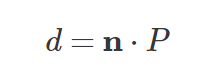 d = n · P